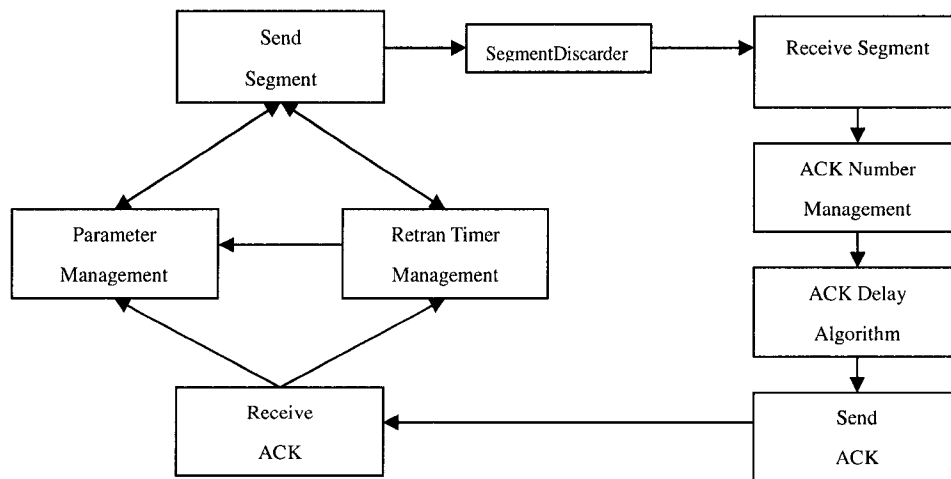 Send
Segment
SegmentDiscarder
Receive Segment
ACK Number
Management
Parameter
Management
Retran Timer
Management
ACK Delay
Algorithm
Receive
ACK
Send
ACK